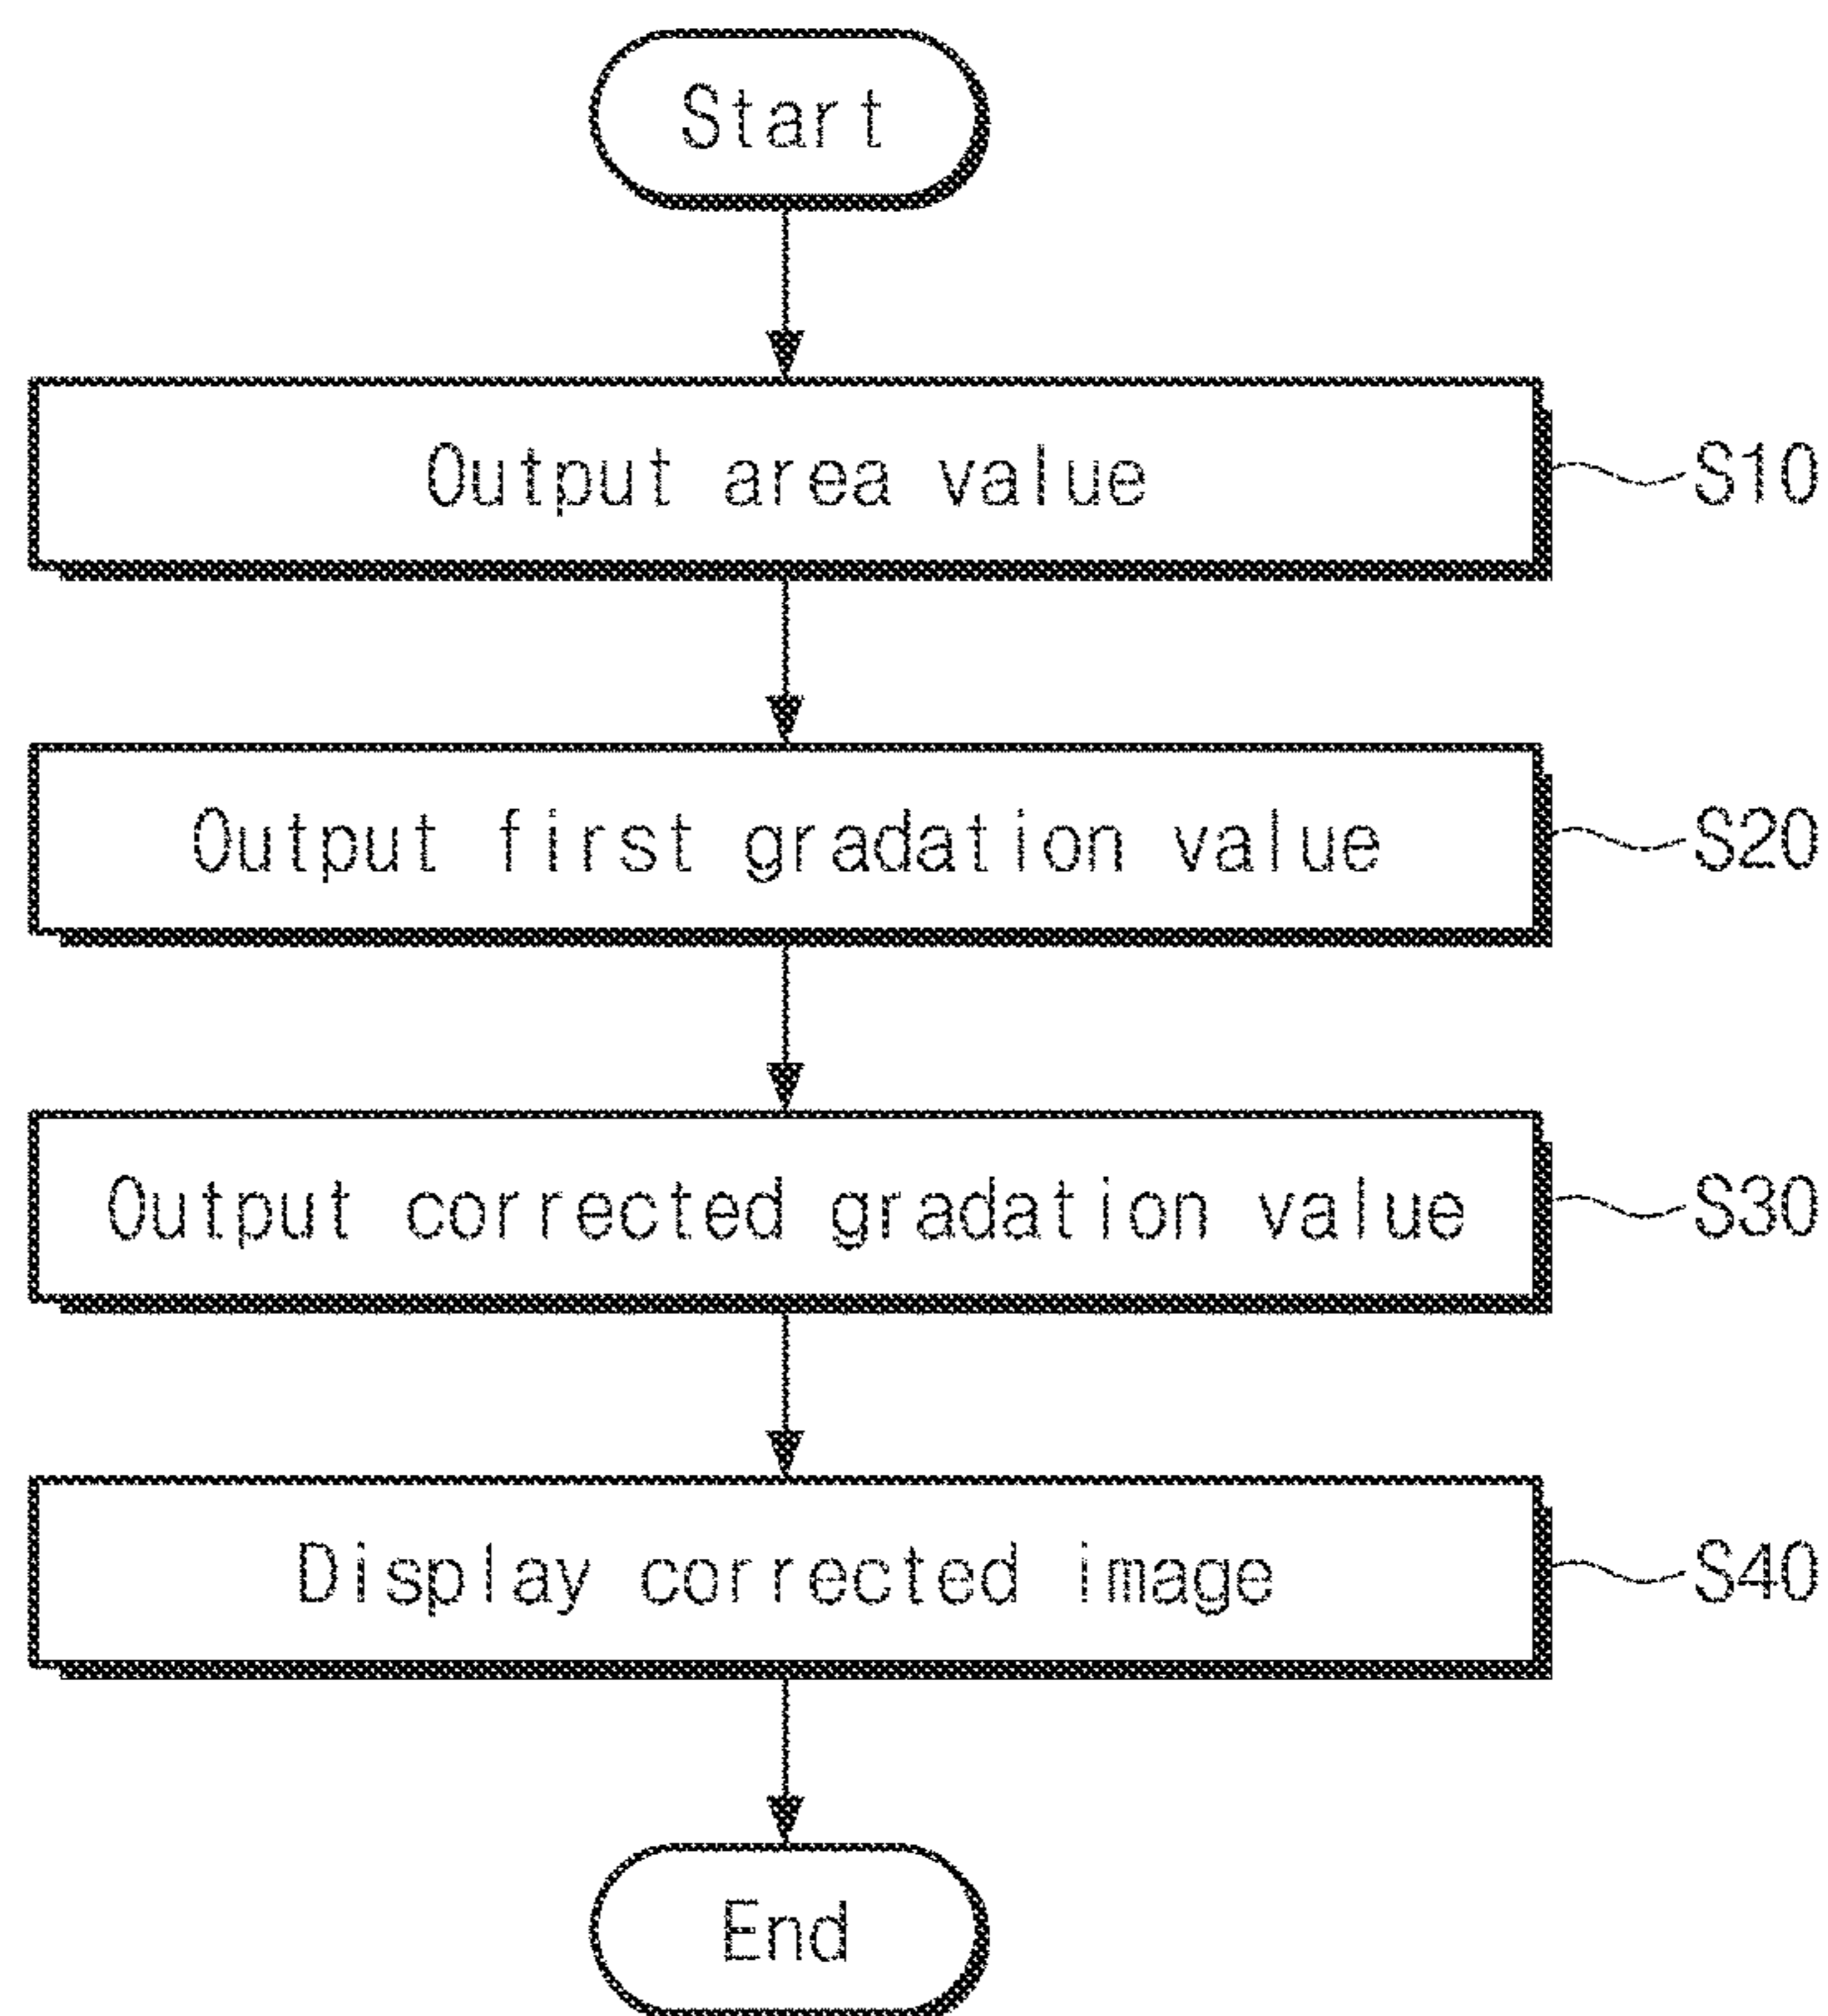 Start
Output area value
S10
Output first gradation value
S20
Output corrected gradation value
S30
Display corrected image
S40
End